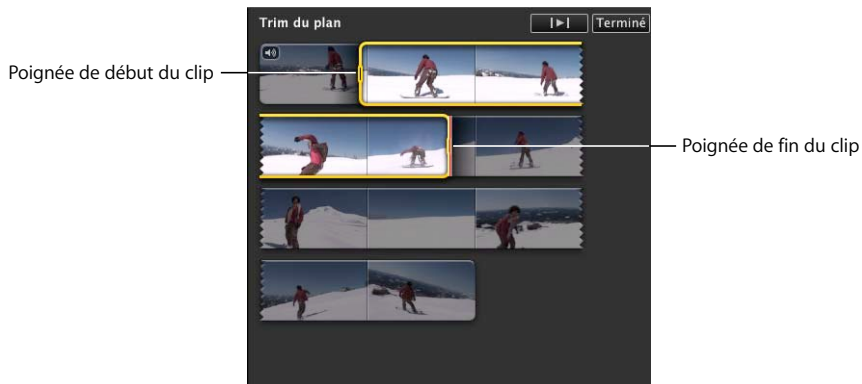 Trim du plan
Terminé
Poignée de début du clip
Poignée de fin du clip